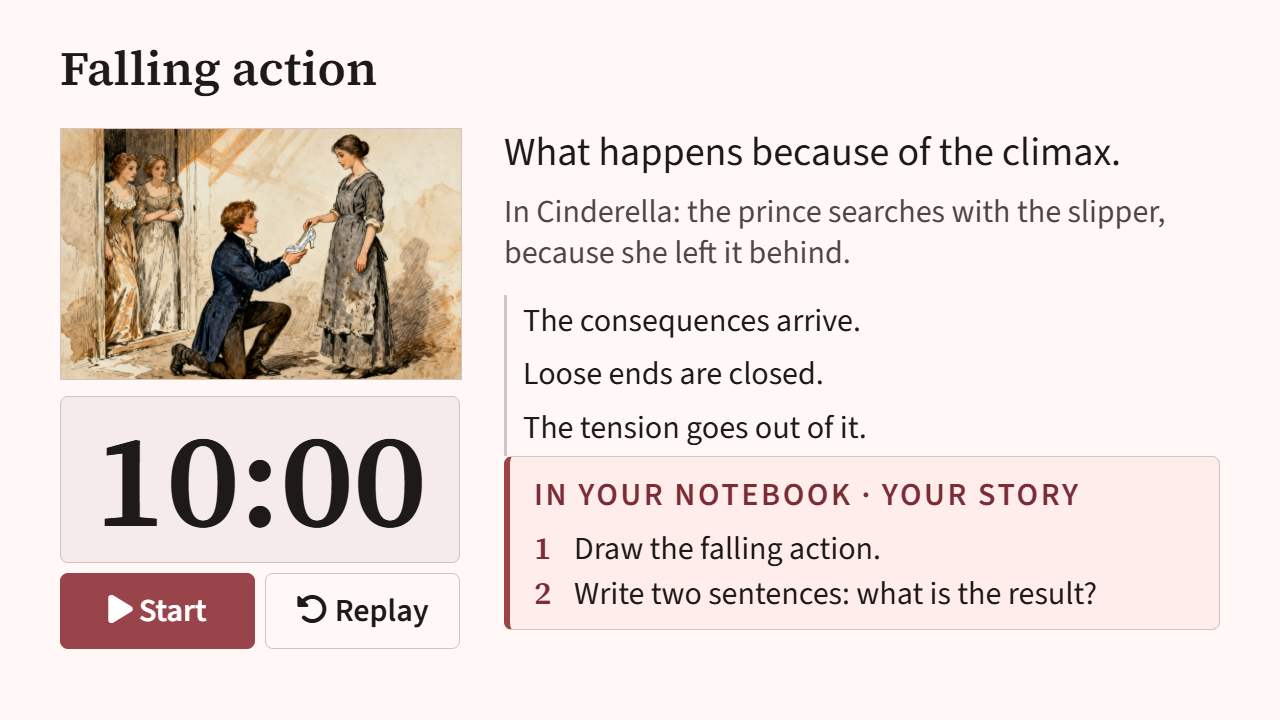 Falling action
What happens because of the climax.
In Cinderella: the prince searches with the slipper,
because she left it behind.
The consequences arrive.
Loose ends are closed.
The tension goes out of it.
10:00
Start
Replay
IN YOUR NOTEBOOK · YOUR STORY
1 Draw the falling action.
2 Write two sentences: what is the result?